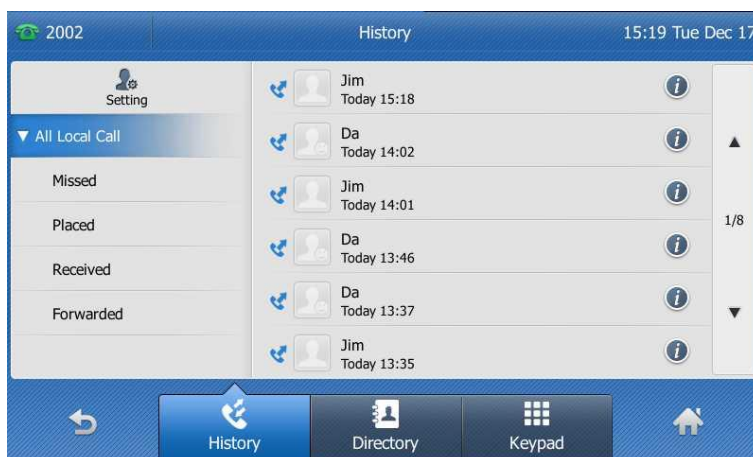 2002
History
15:19 Tue Dec 17
Setting
All Local Call
Missed
Placed
Received
Forwarded
Jim
Today 15:18
Da
Today 14:02
Jim
Today 14:01
Da
Today 13:46
Da
Today 13:37
Jim
Today 13:35
1/8
History
Directory
Keypad